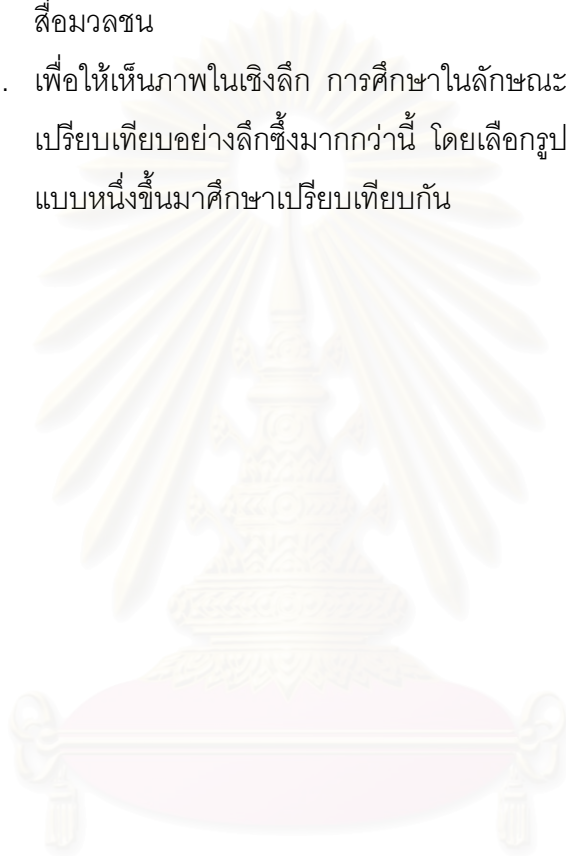 สื่อมวลชน
. เพื่อให้เห็นภาพในเชิงลึก การศึกษาในลักษณะ
เปรียบเทียบอย่างลึกซึ้งมากกว่านี้ โดยเลือกรูป
แบบหนึ่งขึ้นมาศึกษาเปรียบเทียบกัน